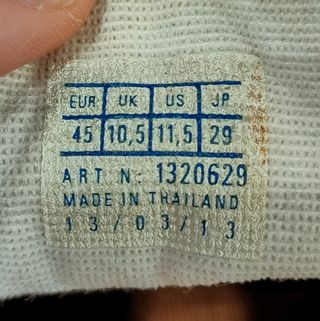 EUR UK US JP
45 10,5 11,5 29
ART N: 1320629
MADE IN THAILAND
13/03/13